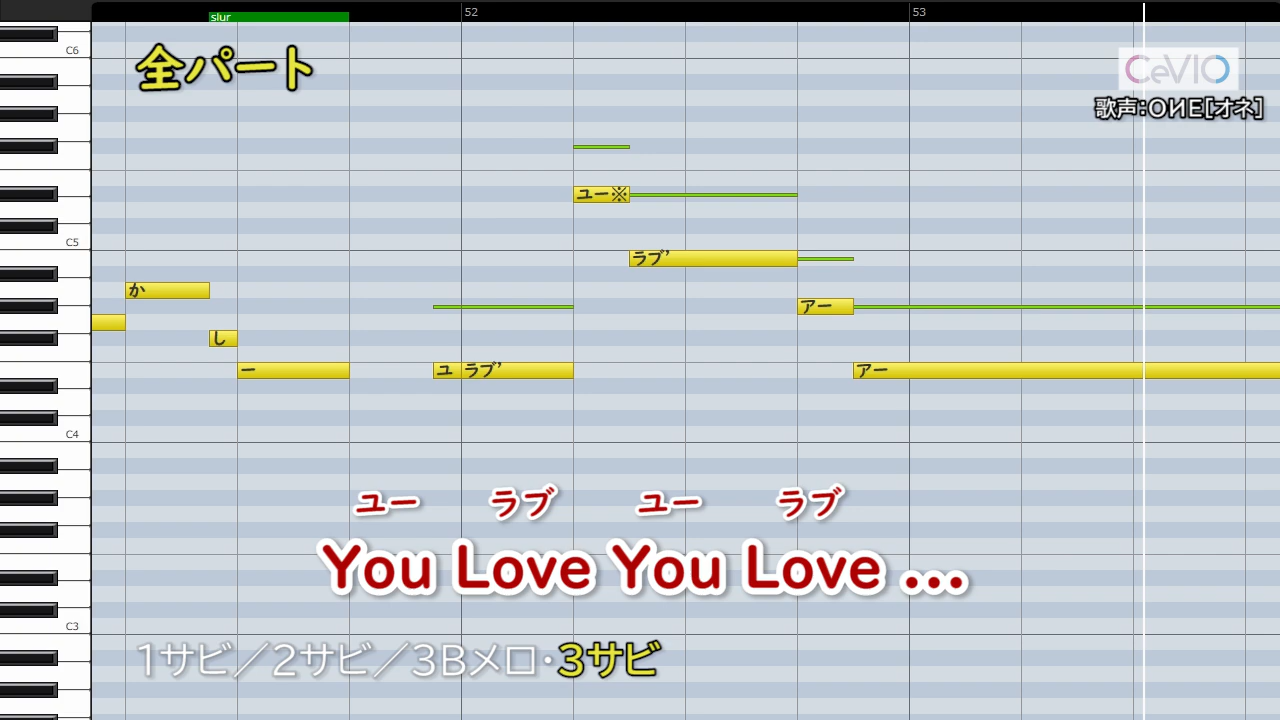 slur
52
53
C6
全パート
CeVIO
歌声:OИE[オネ]
ユー※
C5
ラブ’
か
アー
し
ー
ユ ラブ’
アー
C4
ユー ラブ ユー ラブ
You Love You Love ...
C3
1サビ／2サビ／3Bメロ・3サビ